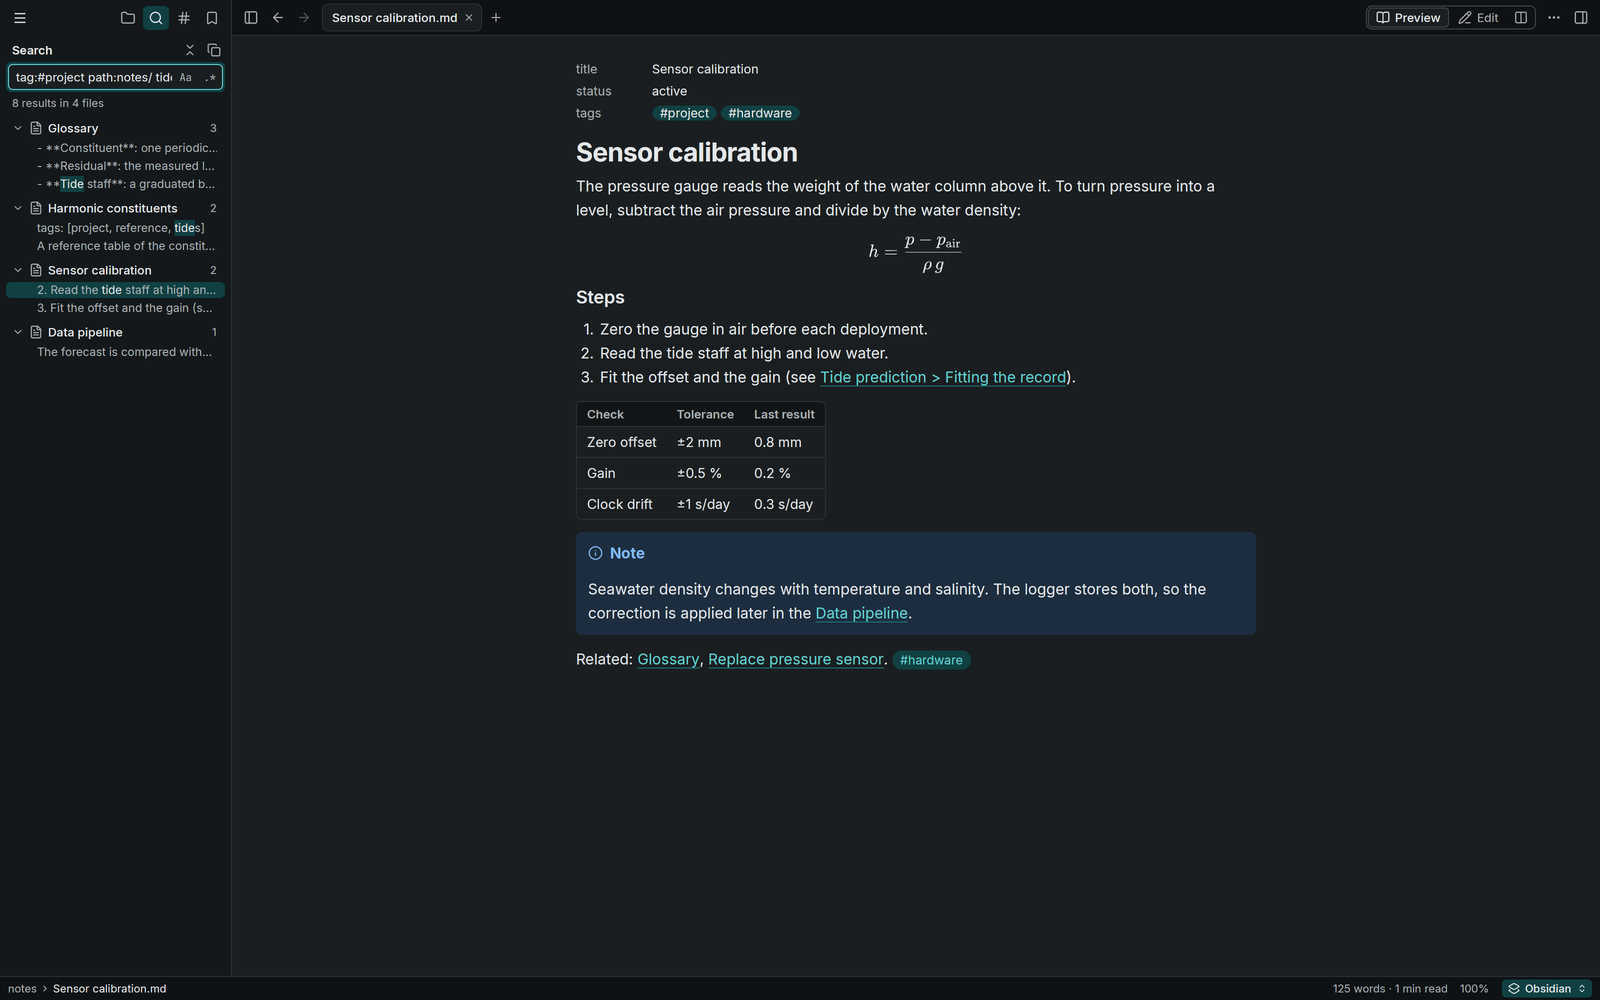 Sensor calibration.md
Preview
Edit
Search
tag:#project path:notes/ tide
Aa
.*
8 results in 4 files
Glossary 3
- **Constituent**: one periodic...
- **Residual**: the measured l...
- **Tide staff**: a graduated b...
Harmonic constituents 2
tags: [project, reference, tides]
A reference table of the constit...
Sensor calibration 2
2. Read the tide staff at high an...
3. Fit the offset and the gain (s...
Data pipeline 1
The forecast is compared with...
title Sensor calibration
status active
tags #project #hardware
Sensor calibration
The pressure gauge reads the weight of the water column above it. To turn pressure into a
level, subtract the air pressure and divide by the water density:
h = (p − p_air) / (ρ g)
Steps
1. Zero the gauge in air before each deployment.
2. Read the tide staff at high and low water.
3. Fit the offset and the gain (see Tide prediction > Fitting the record).
Check Tolerance Last result
Zero offset ±2 mm 0.8 mm
Gain ±0.5 % 0.2 %
Clock drift ±1 s/day 0.3 s/day
Note
Seawater density changes with temperature and salinity. The logger stores both, so the
correction is applied later in the Data pipeline.
Related: Glossary, Replace pressure sensor. #hardware
notes > Sensor calibration.md
125 words · 1 min read 100% Obsidian